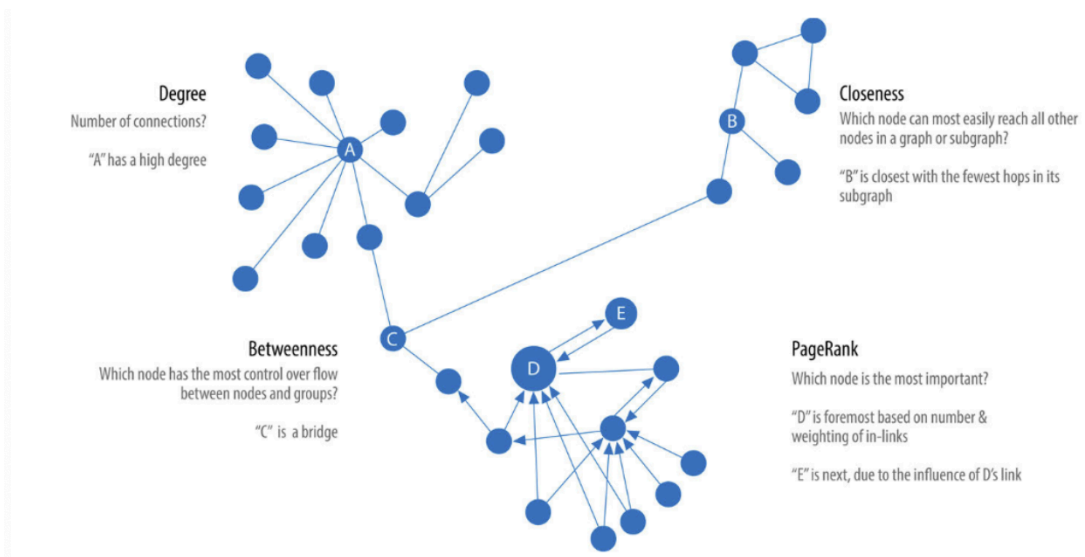 Degree
Number of connections?
“A” has a high degree
A
B
Closeness
Which node can most easily reach all other
nodes in a graph or subgraph?
“B” is closest with the fewest hops in its
subgraph
Betweenness
Which node has the most control over flow
between nodes and groups?
“C” is a bridge
C
D
E
PageRank
Which node is the most important?
“D” is foremost based on number &
weighting of in-links
“E” is next, due to the influence of D’s link